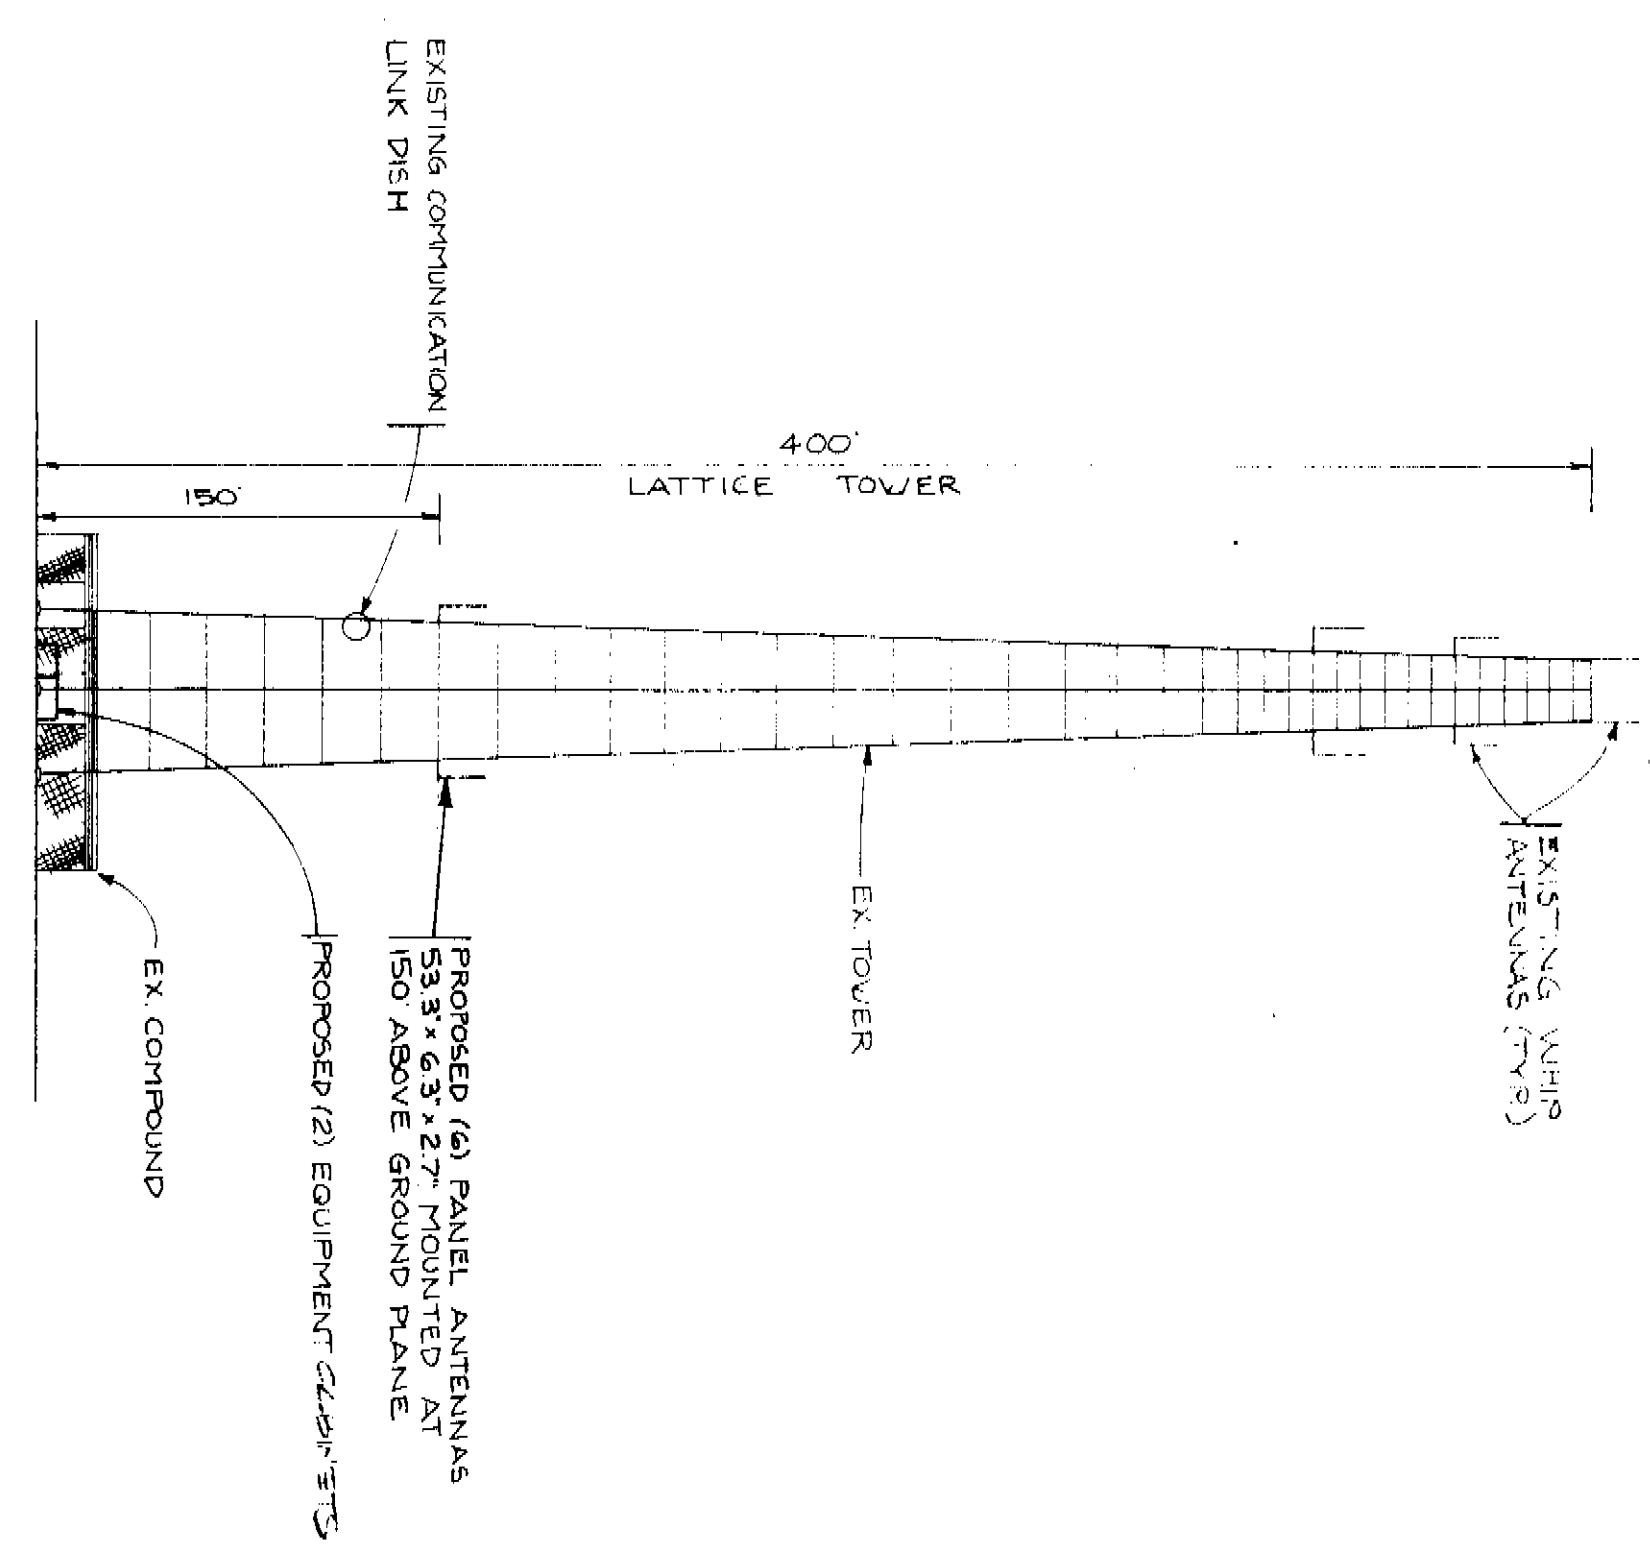 EXISTING COMMUNICATION
LINK DISH
400'
LATTICE TOWER
150'
EXISTING WHIP
ANTENNAS (TYP.)
EX. TOWER
PROPOSED (6) PANEL ANTENNAS
53.3" x 6.3" x 2.7" MOUNTED AT
150' ABOVE GROUND PLANE
PROPOSED (2) EQUIPMENT CABINETS
EX. COMPOUND